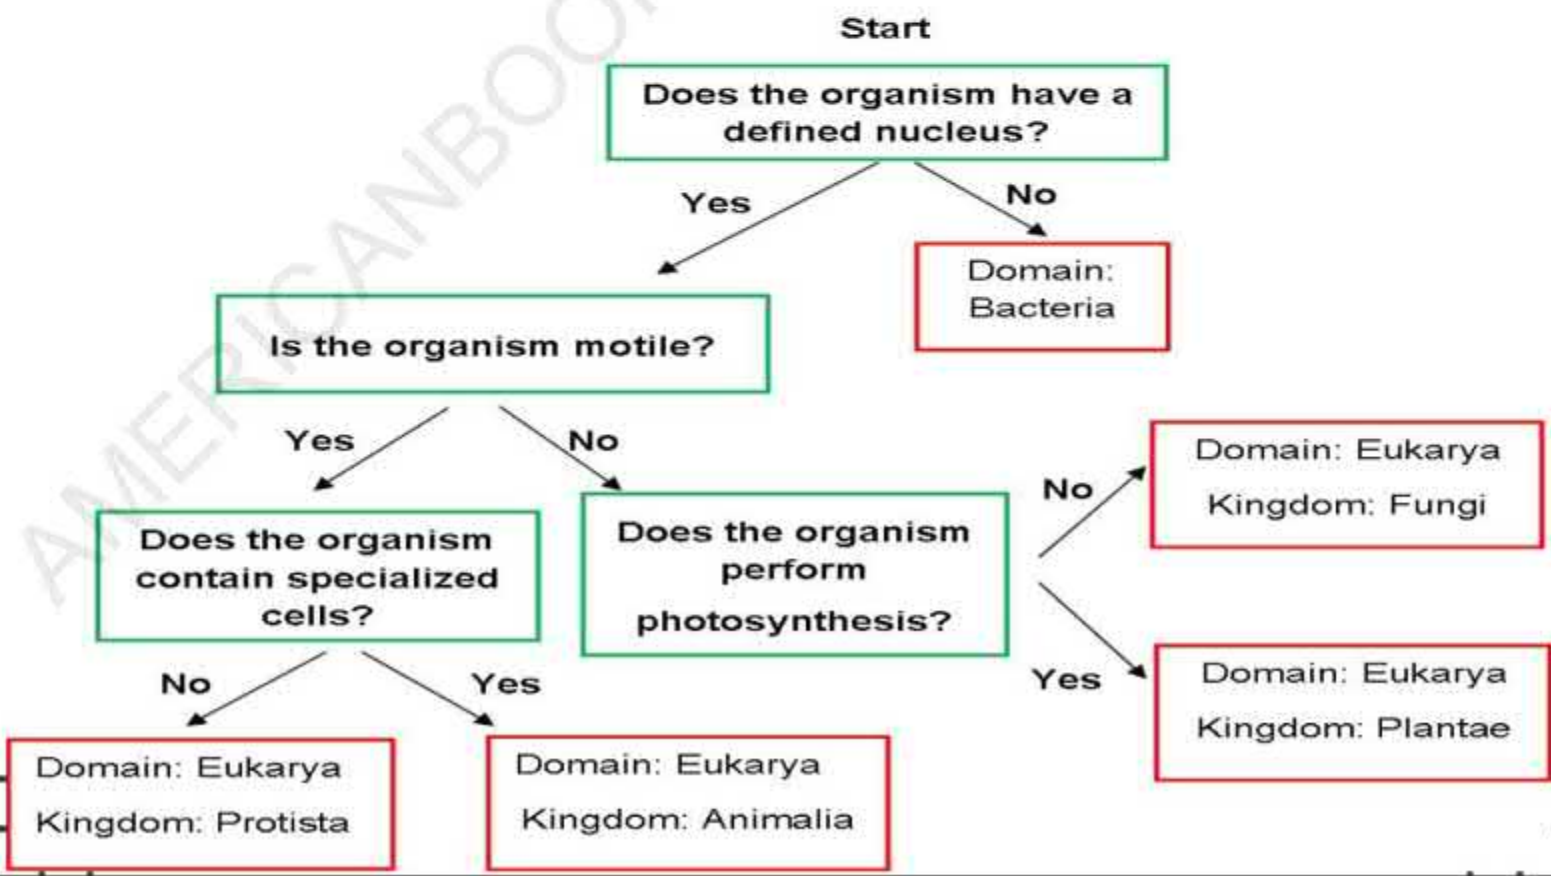 Start
Does the organism have a
defined nucleus?
Yes
No
Domain:
Bacteria
Is the organism motile?
Yes
No
Does the organism
contain specialized
cells?
Does the organism
perform
photosynthesis?
No
Domain: Eukarya
Kingdom: Fungi
Yes
Domain: Eukarya
Kingdom: Plantae
No
Yes
Domain: Eukarya
Kingdom: Protista
Domain: Eukarya
Kingdom: Animalia
AMERICANBOO